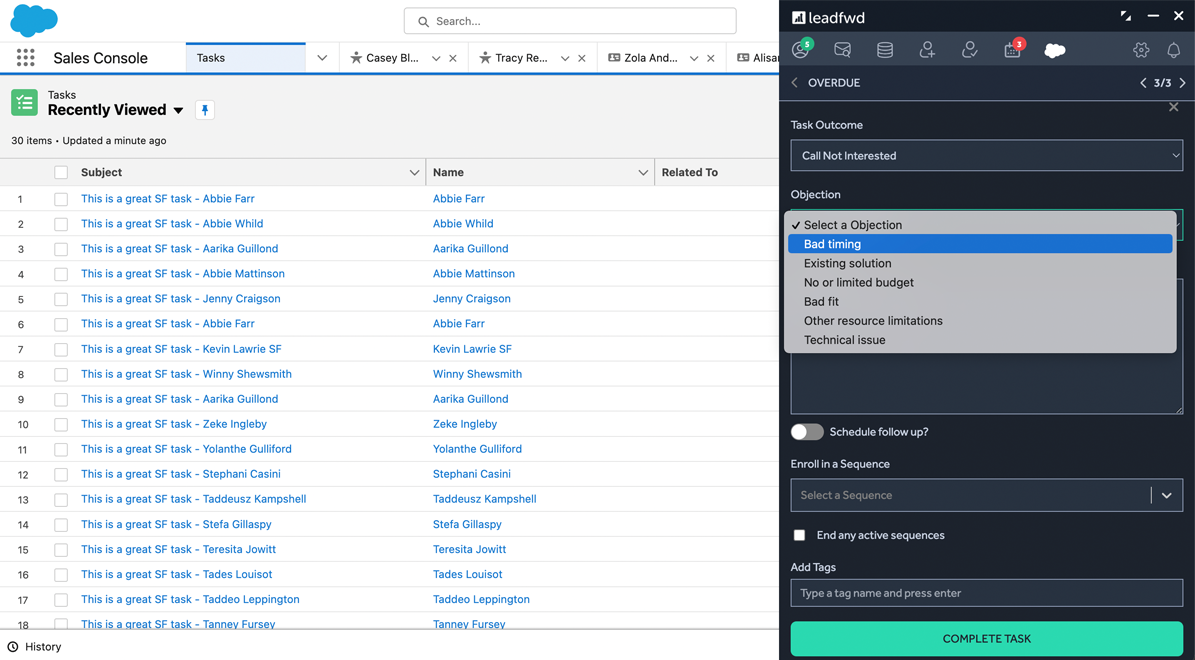 Search...
Sales Console
Tasks
Casey Bl...
Tracy Re...
Zola And...
Alisan
Tasks
Recently Viewed
30 items • Updated a minute ago
Subject Name Related To
1 This is a great SF task - Abbie Farr Abbie Farr
2 This is a great SF task - Abbie Whild Abbie Whild
3 This is a great SF task - Aarika Guillond Aarika Guillond
4 This is a great SF task - Abbie Mattinson Abbie Mattinson
5 This is a great SF task - Jenny Craigson Jenny Craigson
6 This is a great SF task - Abbie Farr Abbie Farr
7 This is a great SF task - Kevin Lawrie SF Kevin Lawrie SF
8 This is a great SF task - Winny Shewsmith Winny Shewsmith
9 This is a great SF task - Aarika Guillond Aarika Guillond
10 This is a great SF task - Zeke Ingleby Zeke Ingleby
11 This is a great SF task - Yolanthe Gulliford Yolanthe Gulliford
12 This is a great SF task - Stephani Casini Stephani Casini
13 This is a great SF task - Taddeusz Kampshell Taddeusz Kampshell
14 This is a great SF task - Stefa Gillaspy Stefa Gillaspy
15 This is a great SF task - Teresita Jowitt Teresita Jowitt
16 This is a great SF task - Tades Louisot Tades Louisot
17 This is a great SF task - Taddeo Leppington Taddeo Leppington
18 This is a great SF task - Tanney Fursey Tanney Fursey
History
leadfwd
5
3
OVERDUE
3/3
Task Outcome
Call Not Interested
Objection
✓ Select a Objection
Bad timing
Existing solution
No or limited budget
Bad fit
Other resource limitations
Technical issue
Schedule follow up?
Enroll in a Sequence
Select a Sequence
End any active sequences
Add Tags
Type a tag name and press enter
COMPLETE TASK